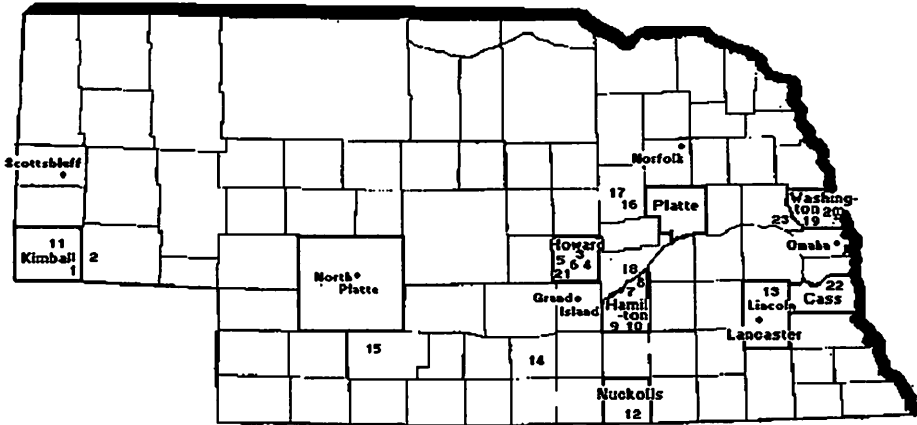 Scottsbluff
Norfolk
17
16
Platte
Washing-
ton 20
19
23
Omaha
11
Kimball
1
2
Howard
3
5 6 4
21
18
8
7
North
Platte
Grand
Island
Hamil
-ton
9 10
13
Lincoln
Lancaster
22
Cass
15
14
Nuckolls
12